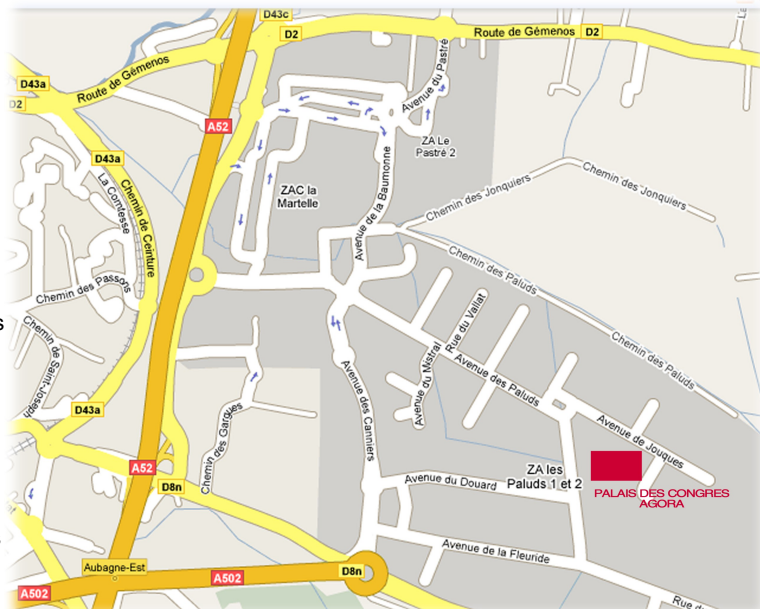 D43c
D2
Route de Gémenos
D2
D43a
D2
Route de Gémenos
A52
D43a
La Comtesse
Chemin de Ceinture
Avenue du Pastré
ZA Le
Pastré 2
ZAC la
Martelle
Avenue de la Baumonne
Chemin des Jonquiers
Chemin des Jonquiers
Chemin des Paluds
Chemin des Paluds
Chemin des Passons
Chemin de Saint-Joseph
s
Rue du Vallat
Avenue du Mistral
Avenue des Paluds
Avenue des Canniers
Chemin des Gargues
D43a
Avenue de Jouques
A52
D8n
ZA les
Paluds 1 et 2
Avenue du Douard
PALAIS DES CONGRES
AGORA
Avenue de la Fleuride
Aubagne-Est
A502
A502
D8n
Rue d